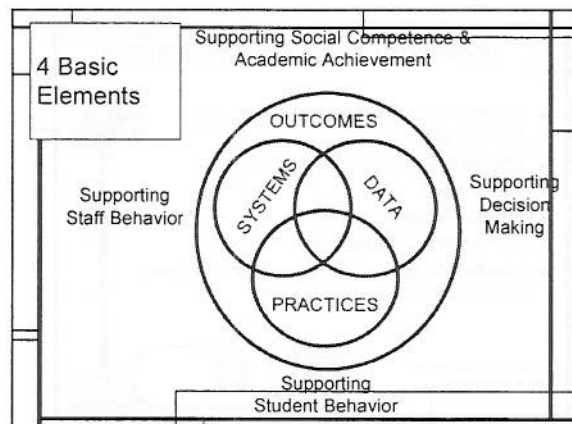 Supporting Social Competence &
Academic Achievement
4 Basic
Elements
OUTCOMES
SYSTEMS
DATA
Supporting
Staff Behavior
Supporting
Decision
Making
PRACTICES
Supporting
Student Behavior